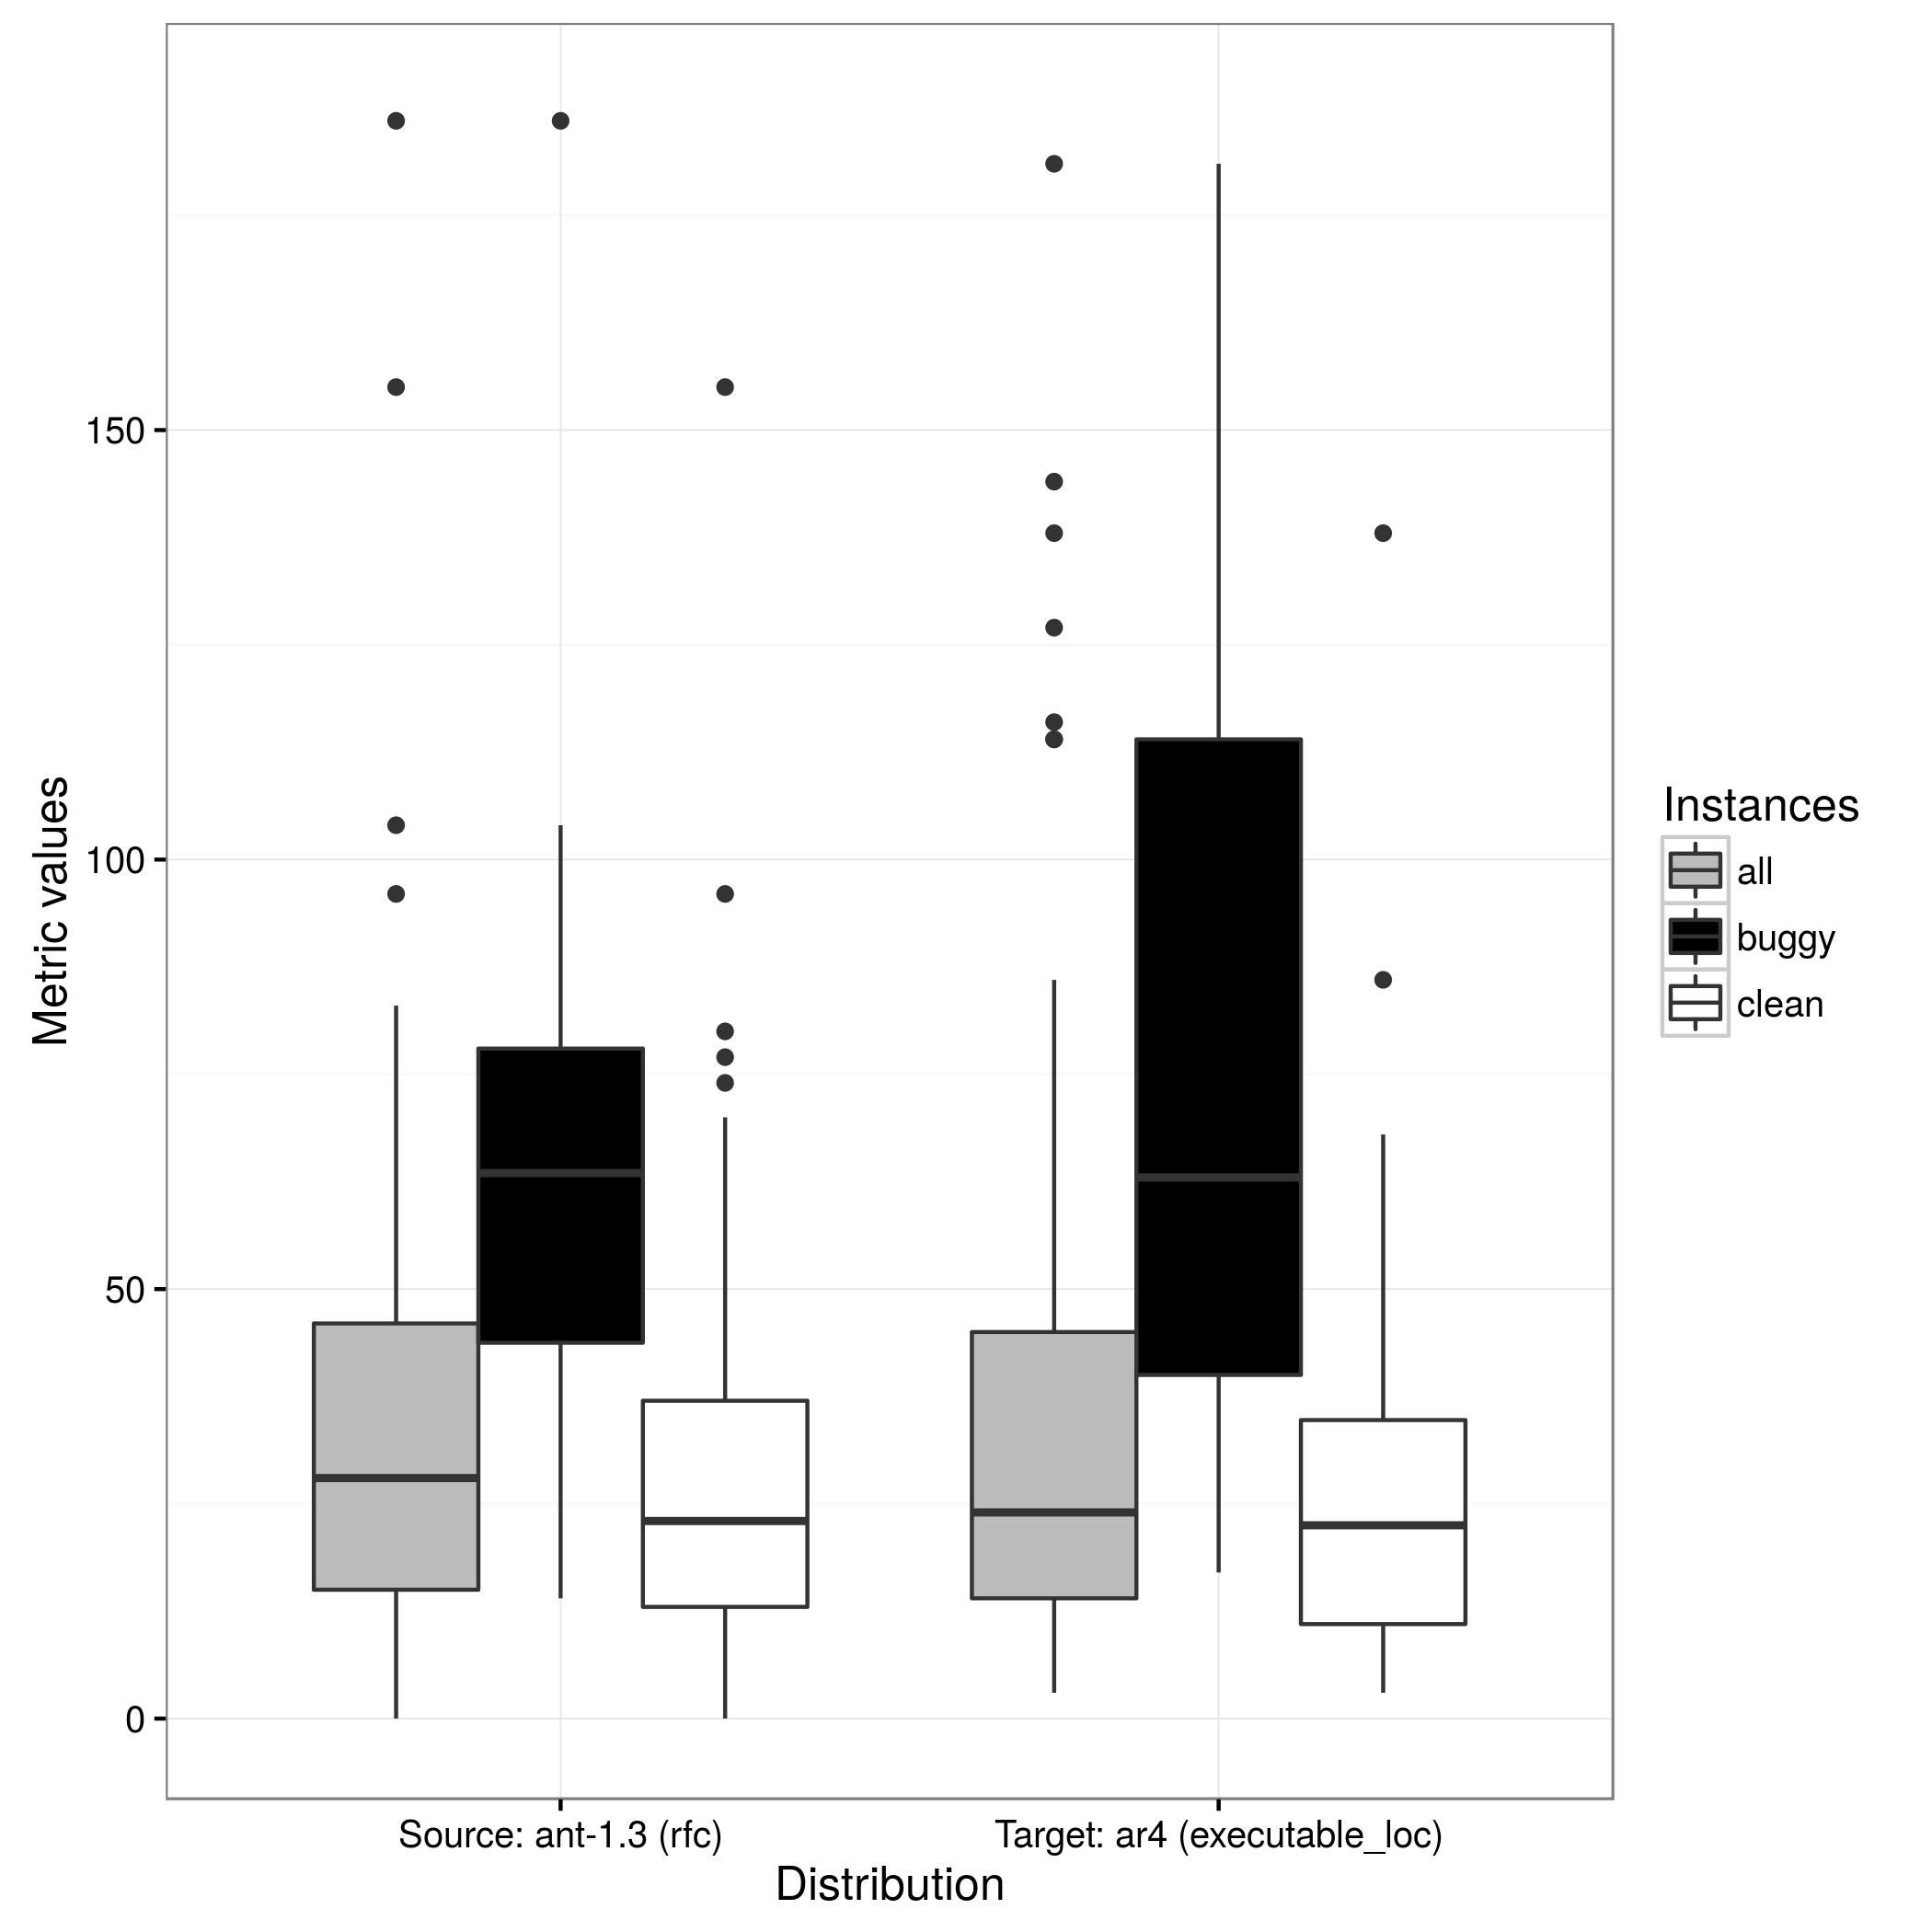 Metric values
150
100
50
0
Source: ant-1.3 (rfc)
Target: ar4 (executable_loc)
Distribution
Instances
all
buggy
clean